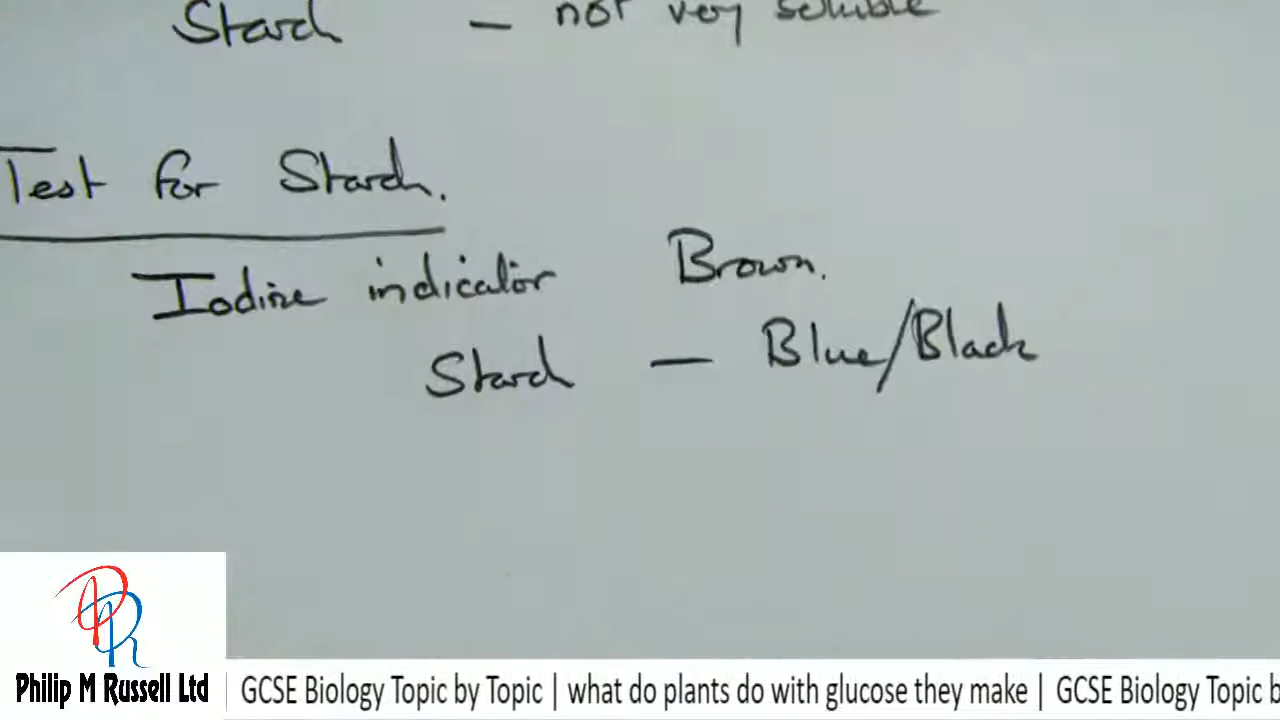 Starch - not very soluble
Test for Starch.
Iodine indicator Brown.
Starch - Blue/Black
Philip M Russell Ltd
GCSE Biology Topic by Topic | what do plants do with glucose they make | GCSE Biology Topic b